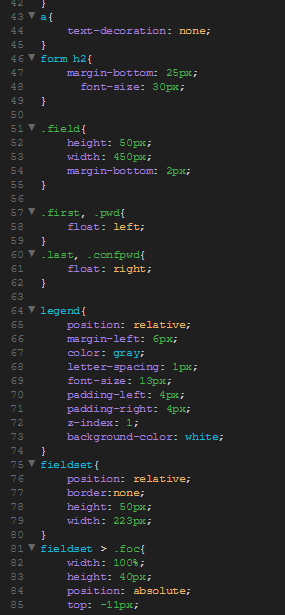 42 }
43 a{
44 text-decoration: none;
45 }
46 form h2{
47 margin-bottom: 25px;
48 font-size: 30px;
49 }
50
51 .field{
52 height: 50px;
53 width: 450px;
54 margin-bottom: 2px;
55 }
56
57 .first, .pwd{
58 float: left;
59 }
60 .last, .confpwd{
61 float: right;
62 }
63
64 legend{
65 position: relative;
66 margin-left: 6px;
67 color: gray;
68 letter-spacing: 1px;
69 font-size: 13px;
70 padding-left: 4px;
71 padding-right: 4px;
72 z-index: 1;
73 background-color: white;
74 }
75 fieldset{
76 position: relative;
77 border:none;
78 height: 50px;
79 width: 223px;
80 }
81 fieldset > .foc{
82 width: 100%;
83 height: 40px;
84 position: absolute;
85 top: -11px;